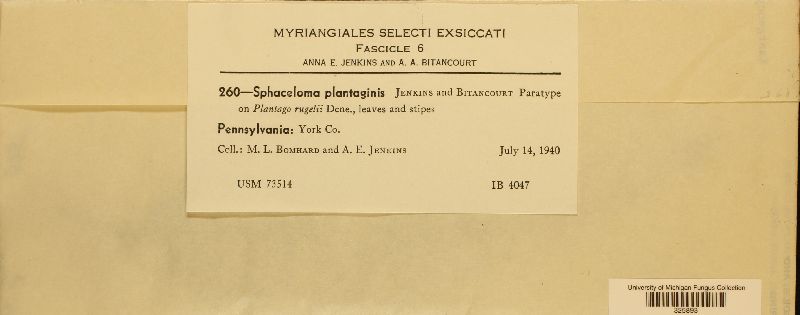 MYRIANGIALES SELECTI EXSICCATI
FASCICLE 6
ANNA E. JENKINS AND A. A. BITANCOURT
260—Sphaceloma plantaginis JENKINS and BITANCOURT Paratype
on Plantago rugelii Dcne., leaves and stipes
Pennsylvania: York Co.
Coll.: M. L. BOMHARD and A. E. JENKINS July 14, 1940
USM 73514 IB 4047
University of Michigan Fungus Collection
325893